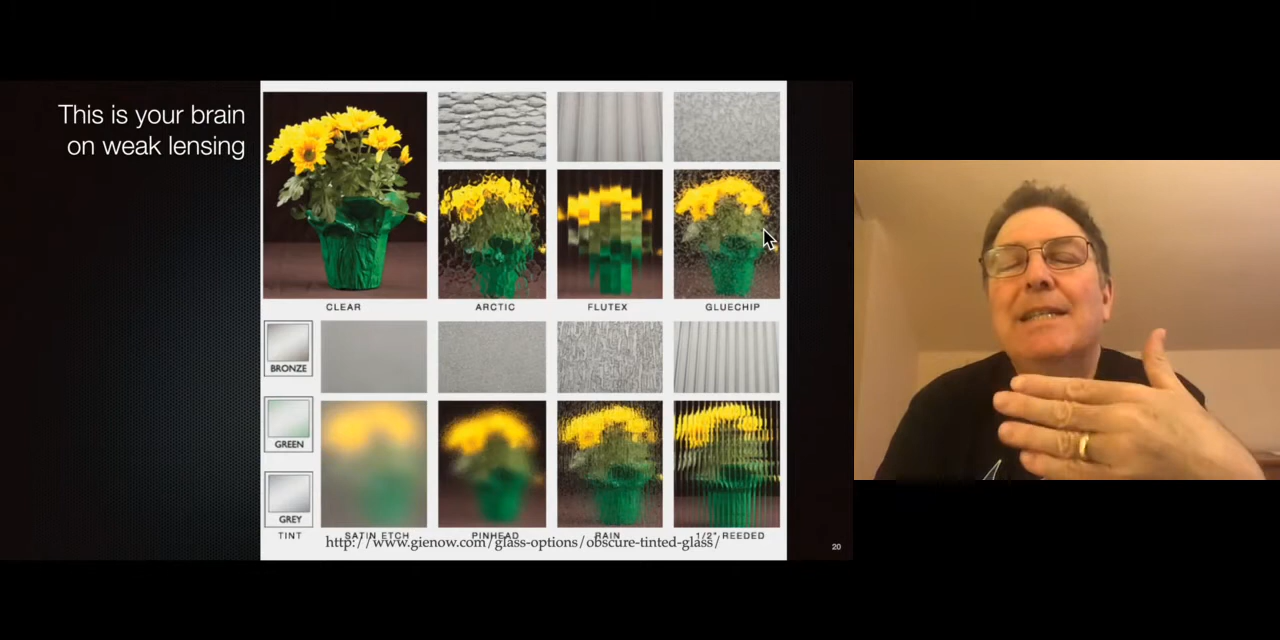 This is your brain
on weak lensing
CLEAR
ARCTIC
FLUTEX
GLUECHIP
BRONZE
GREEN
GREY
TINT
SATIN ETCH
PINHEAD
RAIN
1/2" REEDED
http://www.gienow.com/glass-options/obscure-tinted-glass/
20